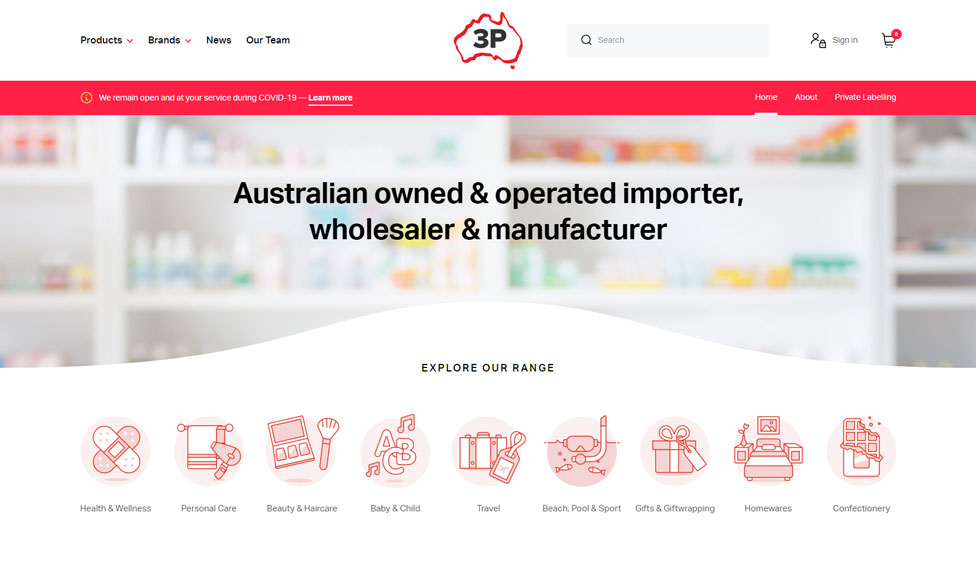 Products
Brands
News
Our Team
3P
Search
Sign in
0
We remain open and at your service during COVID-19 — Learn more
Home
About
Private Labelling
Australian owned & operated importer,
wholesaler & manufacturer
EXPLORE OUR RANGE
ABC
Health & Wellness
Personal Care
Beauty & Haircare
Baby & Child
Travel
Beach, Pool & Sport
Gifts & Giftwrapping
Homewares
Confectionery